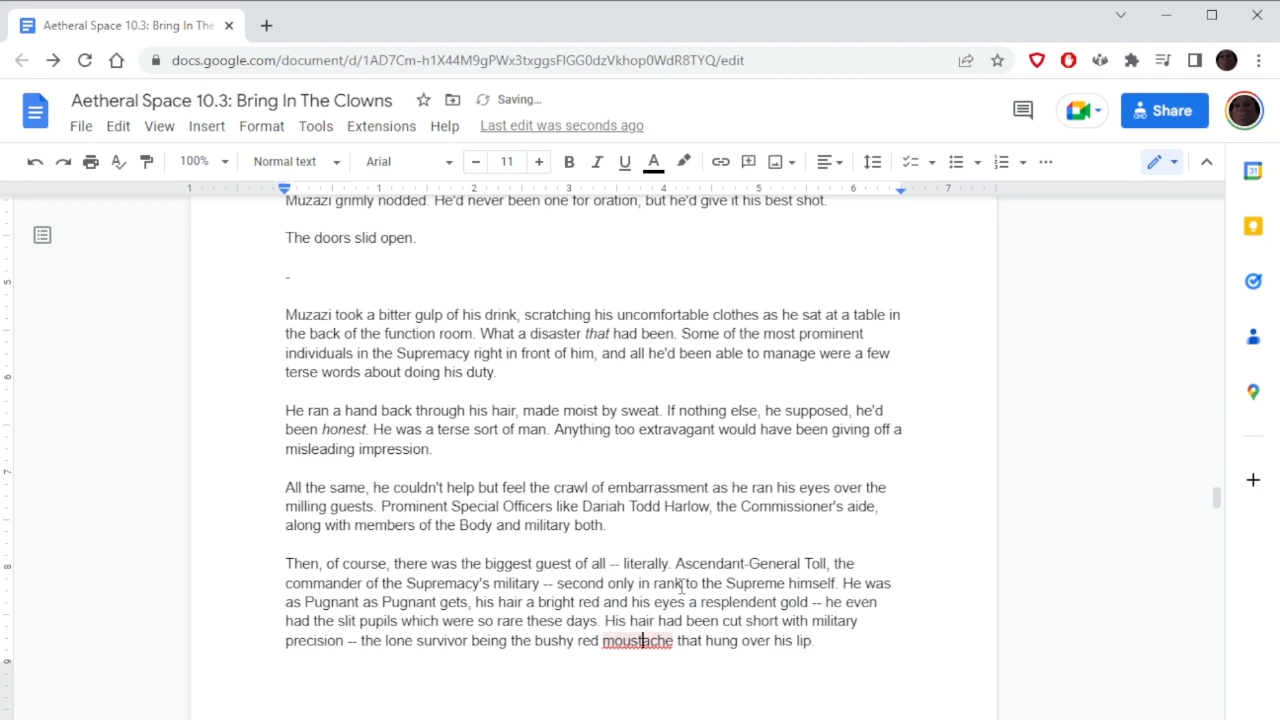 Aetheral Space 10.3: Bring In The
docs.google.com/document/d/1AD7Cm-h1X44M9gPWx3txggsFIGG0dzVkhop0WdR8TYQ/edit
Aetheral Space 10.3: Bring In The Clowns
Saving…
File Edit View Insert Format Tools Extensions Help Last edit was seconds ago
Share
100% Normal text Arial 11
1 1 2 3 4 5 6 7
Muzazi grimly nodded. He'd never been one for oration, but he'd give it his best shot.
The doors slid open.
-
Muzazi took a bitter gulp of his drink, scratching his uncomfortable clothes as he sat at a table in
the back of the function room. What a disaster that had been. Some of the most prominent
individuals in the Supremacy right in front of him, and all he'd been able to manage were a few
terse words about doing his duty.
He ran a hand back through his hair, made moist by sweat. If nothing else, he supposed, he'd
been honest. He was a terse sort of man. Anything too extravagant would have been giving off a
misleading impression.
All the same, he couldn't help but feel the crawl of embarrassment as he ran his eyes over the
milling guests. Prominent Special Officers like Dariah Todd Harlow, the Commissioner's aide,
along with members of the Body and military both.
Then, of course, there was the biggest guest of all -- literally. Ascendant-General Toll, the
commander of the Supremacy's military -- second only in rank to the Supreme himself. He was
as Pugnant as Pugnant gets, his hair a bright red and his eyes a resplendent gold -- he even
had the slit pupils which were so rare these days. His hair had been cut short with military
precision -- the lone survivor being the bushy red moustache that hung over his lip.
5
6
7
8
9
31